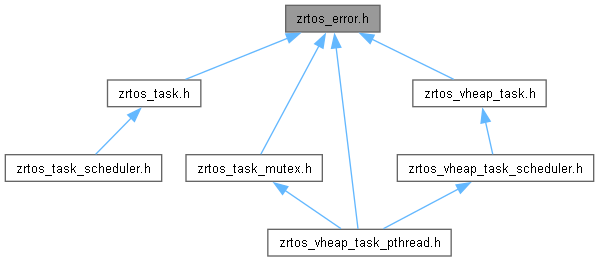 zrtos_error.h
zrtos_task.h
zrtos_vheap_task.h
zrtos_task_scheduler.h
zrtos_task_mutex.h
zrtos_vheap_task_scheduler.h
zrtos_vheap_task_pthread.h